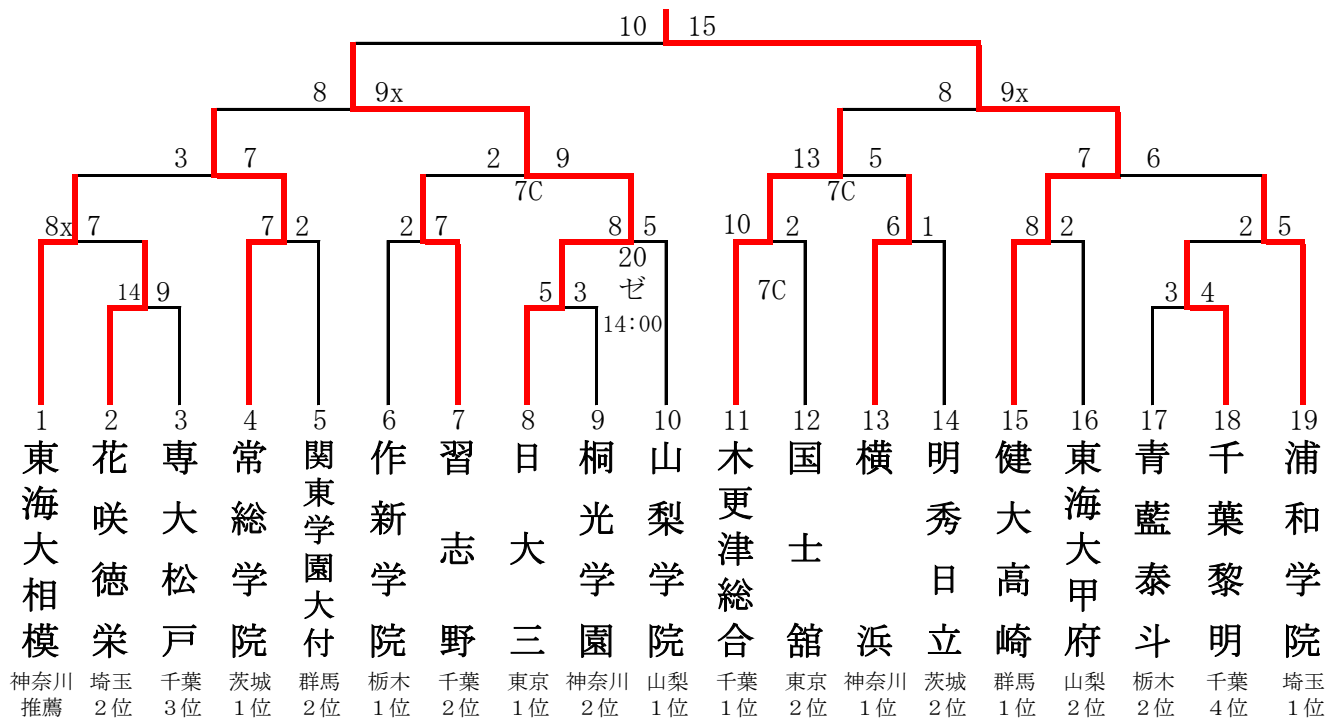 10 15
8 9x 8 9x
3 7 2 9 13 5 7 6
7C 7C
8x 7 7 2 2 7 8 5 10 2 6 1 8 2 2 5
20
ゼ
14:00
7C
14 9 5 3 3 4
1 2 3 4 5 6 7 8 9 10 11 12 13 14 15 16 17 18 19
東海大相模
花咲徳栄
専大松戸
常総学院
関東学園大付
作新学院
習志野
日大三
桐光学園
山梨学院
木更津総合
国士舘
横浜
明秀日立
健大高崎
東海大甲府
青藍泰斗
千葉黎明
浦和学院
神奈川 埼玉 千葉 茨城 群馬 栃木 千葉 東京 神奈川 山梨 千葉 東京 神奈川 茨城 群馬 山梨 栃木 千葉 埼玉
推薦 2位 3位 1位 2位 1位 2位 1位 2位 1位 1位 2位 1位 2位 1位 2位 2位 4位 1位